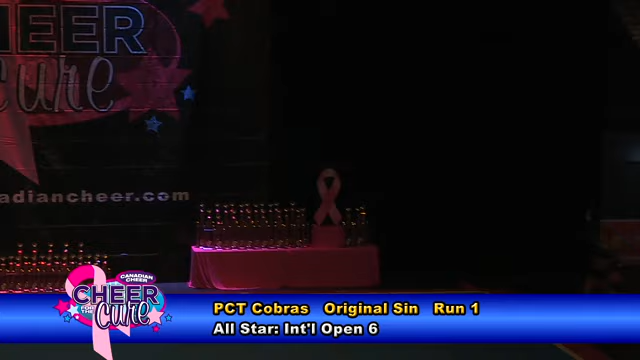 CHEER
Cure
adiancheer.com
CANADIAN CHEER
CHEER
FOR THE
Cure
PCT Cobras Original Sin Run 1
All Star: Int'l Open 6